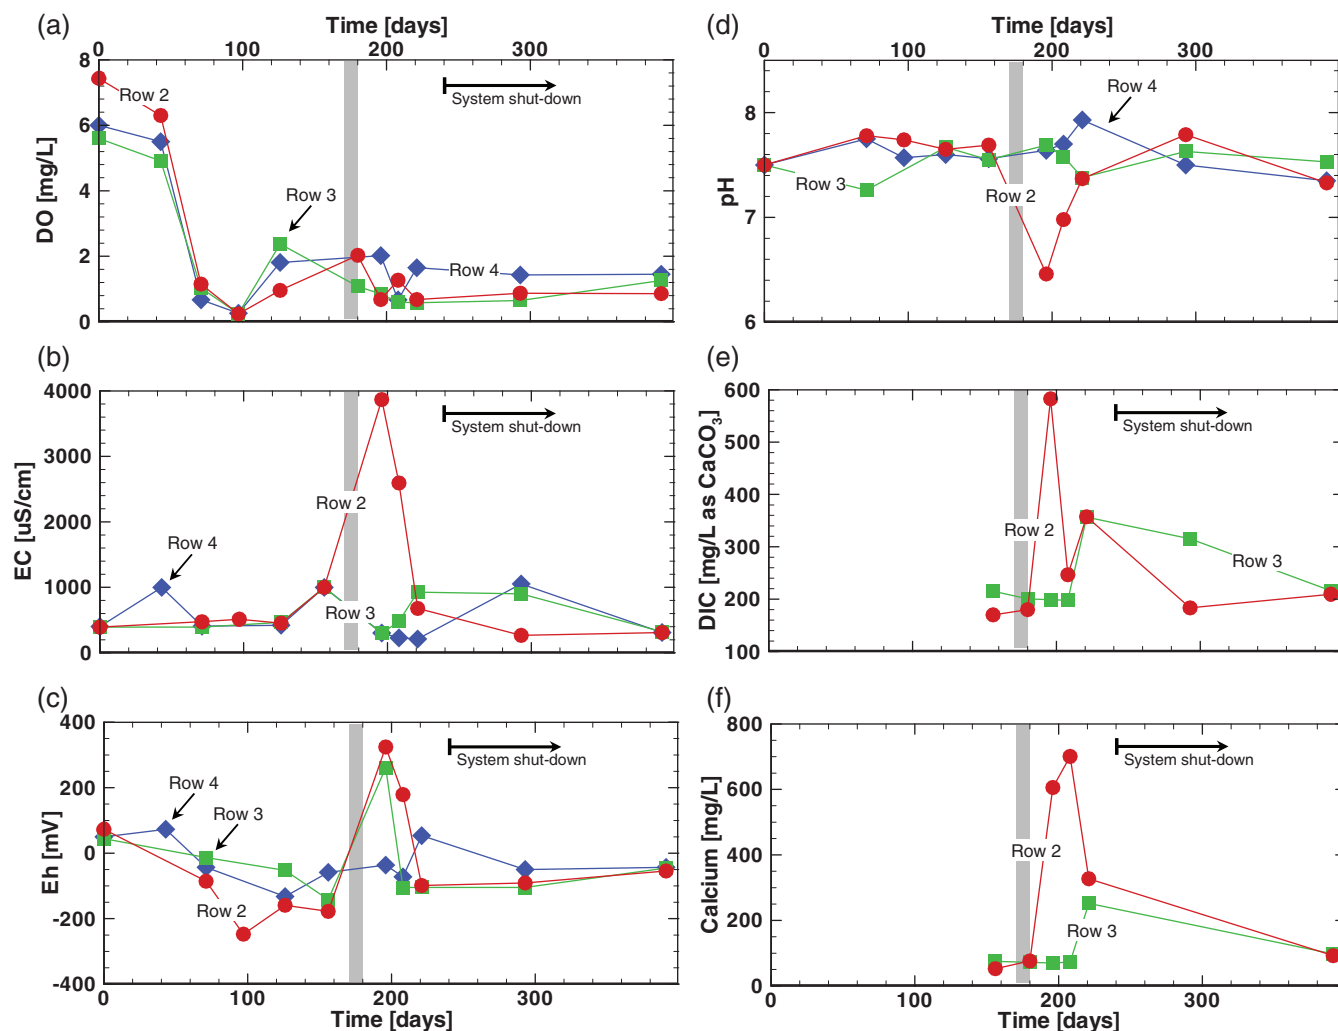 (a)
Time [days]
0 100 200 300
8
6
4
2
0
DO [mg/L]
Row 2
Row 3
Row 4
System shut-down
(b)
4000
3000
2000
1000
0
EC [uS/cm]
Row 4
Row 2
Row 3
System shut-down
(c)
400
200
0
-200
-400
Eh [mV]
Row 4
Row 3
Row 2
System shut-down
0 100 200 300
Time [days]
(d)
Time [days]
0 100 200 300
8
7
6
pH
Row 3
Row 2
Row 4
(e)
600
500
400
300
200
100
DIC [mg/L as CaCO₃]
Row 2
Row 3
System shut-down
(f)
800
600
400
200
0
Calcium [mg/L]
Row 2
Row 3
System shut-down
0 100 200 300
Time [days]